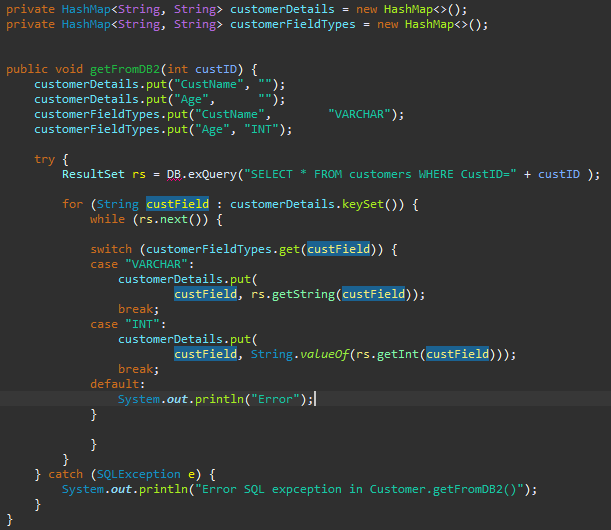 private HashMap<String, String> customerDetails = new HashMap<>();
private HashMap<String, String> customerFieldTypes = new HashMap<>();
public void getFromDB2(int custID) {
customerDetails.put("CustName", "");
customerDetails.put("Age", "");
customerFieldTypes.put("CustName", "VARCHAR");
customerFieldTypes.put("Age", "INT");
try {
ResultSet rs = DB.exQuery("SELECT * FROM customers WHERE CustID=" + custID );
for (String custField : customerDetails.keySet()) {
while (rs.next()) {
switch (customerFieldTypes.get(custField)) {
case "VARCHAR":
customerDetails.put(
custField, rs.getString(custField));
break;
case "INT":
customerDetails.put(
custField, String.valueOf(rs.getInt(custField)));
break;
default:
System.out.println("Error");
}
}
}
} catch (SQLException e) {
System.out.println("Error SQL expception in Customer.getFromDB2()");
}
}